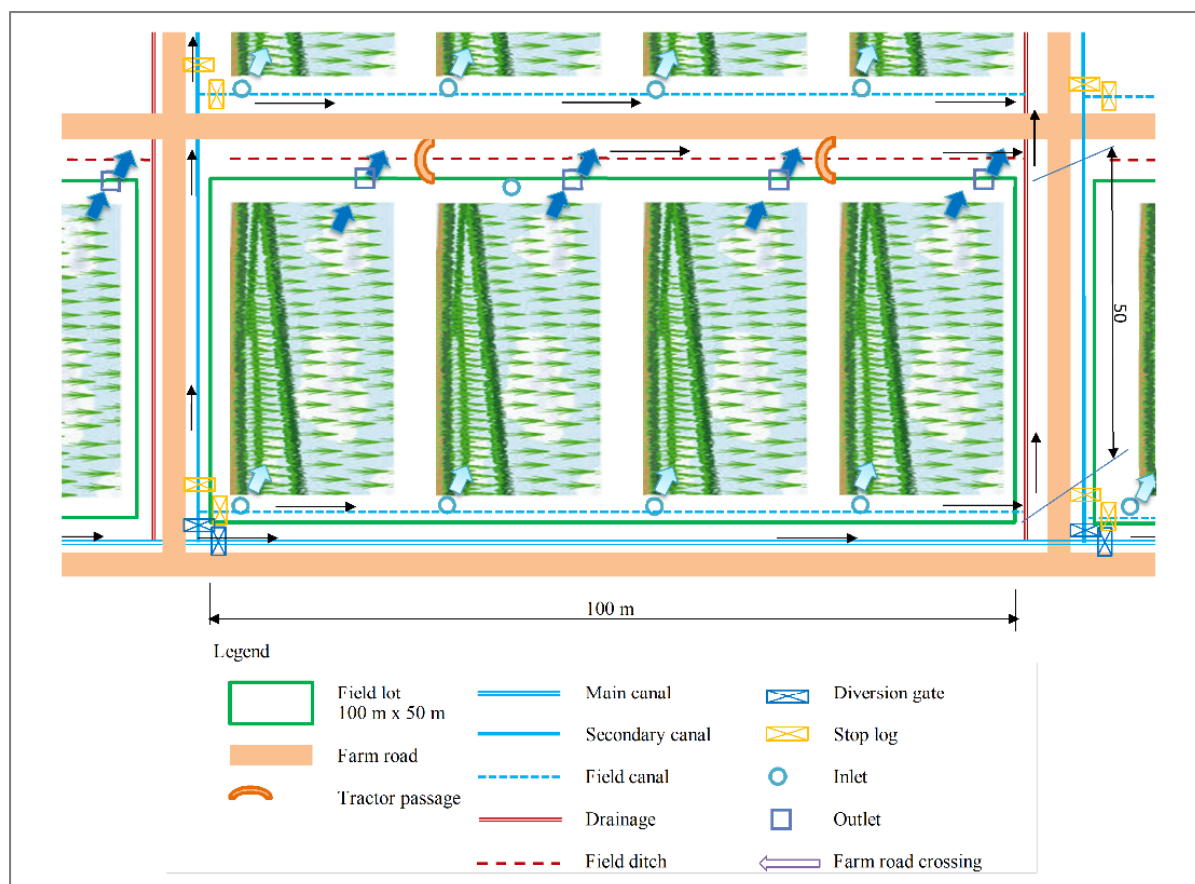 50
100 m
Legend
Field lot
100 m x 50 m
Farm road
Tractor passage
Main canal
Secondary canal
Field canal
Drainage
Field ditch
Diversion gate
Stop log
Inlet
Outlet
Farm road crossing